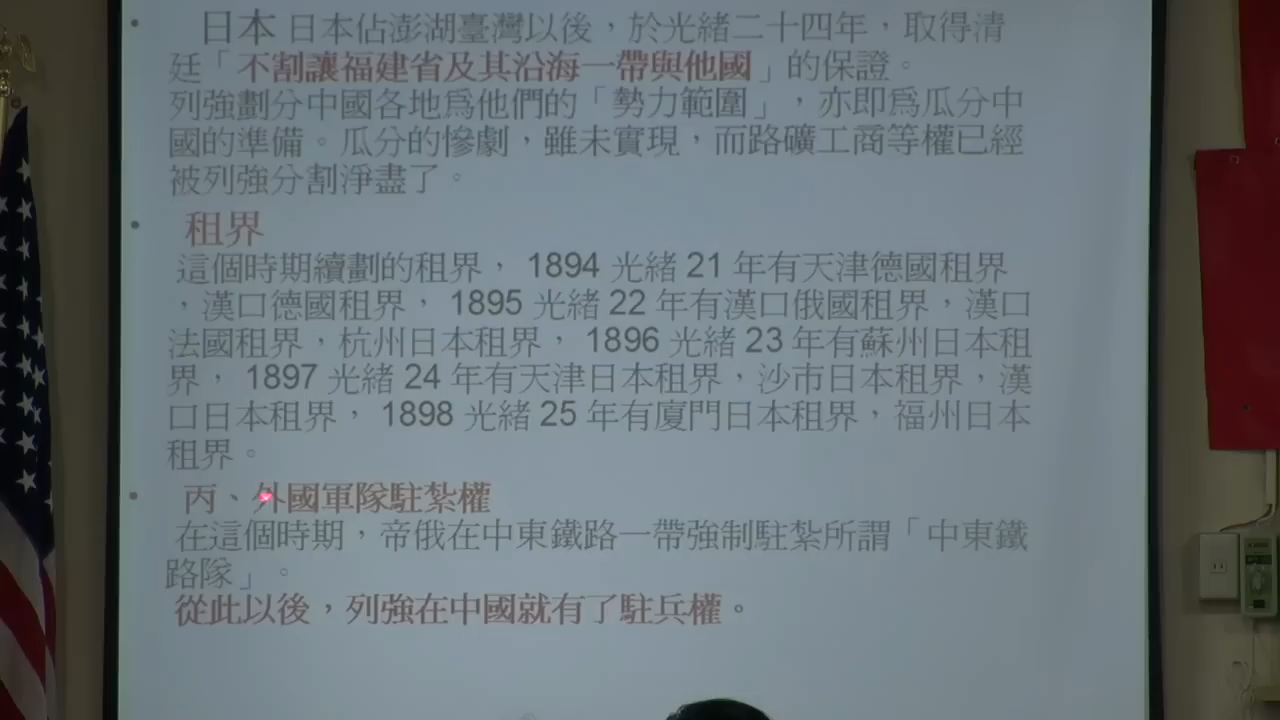 • 日本 日本佔澎湖臺灣以後，於光緒二十四年，取得清
廷「不割讓福建省及其沿海一帶與他國」的保證。
列強劃分中國各地爲他們的「勢力範圍」，亦即爲瓜分中
國的準備。瓜分的慘劇，雖未實現，而路礦工商等權已經
被列強分割淨盡了。
• 租界
這個時期續劃的租界， 1894 光緒 21 年有天津德國租界
，漢口德國租界， 1895 光緒 22 年有漢口俄國租界，漢口
法國租界，杭州日本租界， 1896 光緒 23 年有蘇州日本租
界， 1897 光緒 24 年有天津日本租界，沙市日本租界，漢
口日本租界， 1898 光緒 25 年有廈門日本租界，福州日本
租界。
• 丙、外國軍隊駐紮權
在這個時期，帝俄在中東鐵路一帶強制駐紮所謂「中東鐵
路隊」。
從此以後，列強在中國就有了駐兵權。